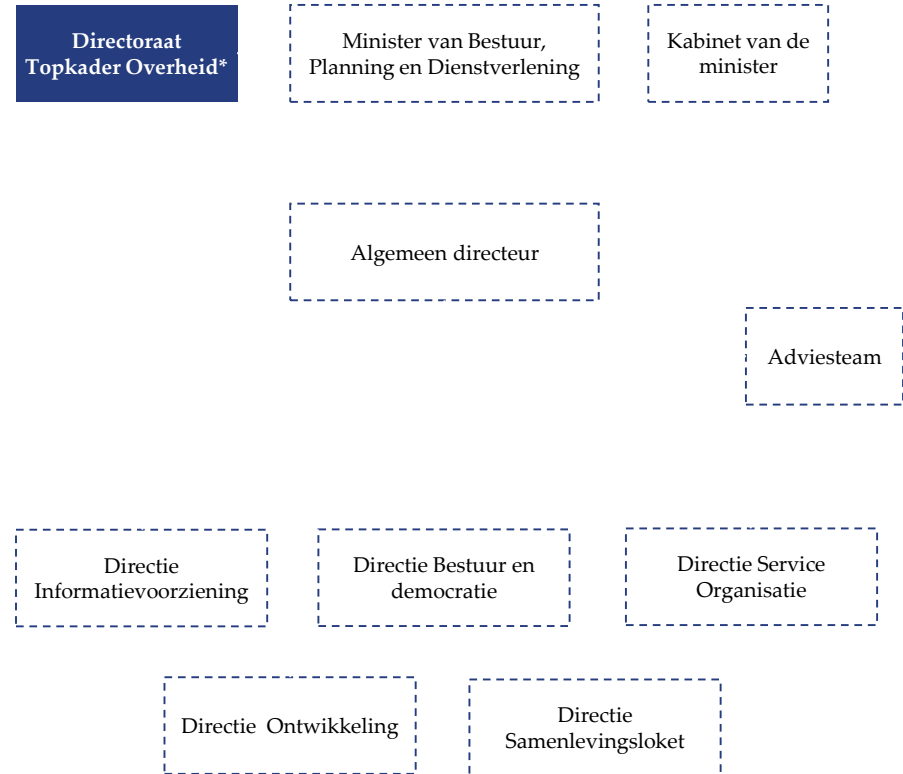 Directoraat
Topkader Overheid*
Minister van Bestuur,
Planning en Dienstverlening
Kabinet van de
minister
Algemeen directeur
Adviesteam
Directie
Informatievoorziening
Directie Bestuur en
democratie
Directie Service
Organisatie
Directie Ontwikkeling
Directie
Samenlevingsloket